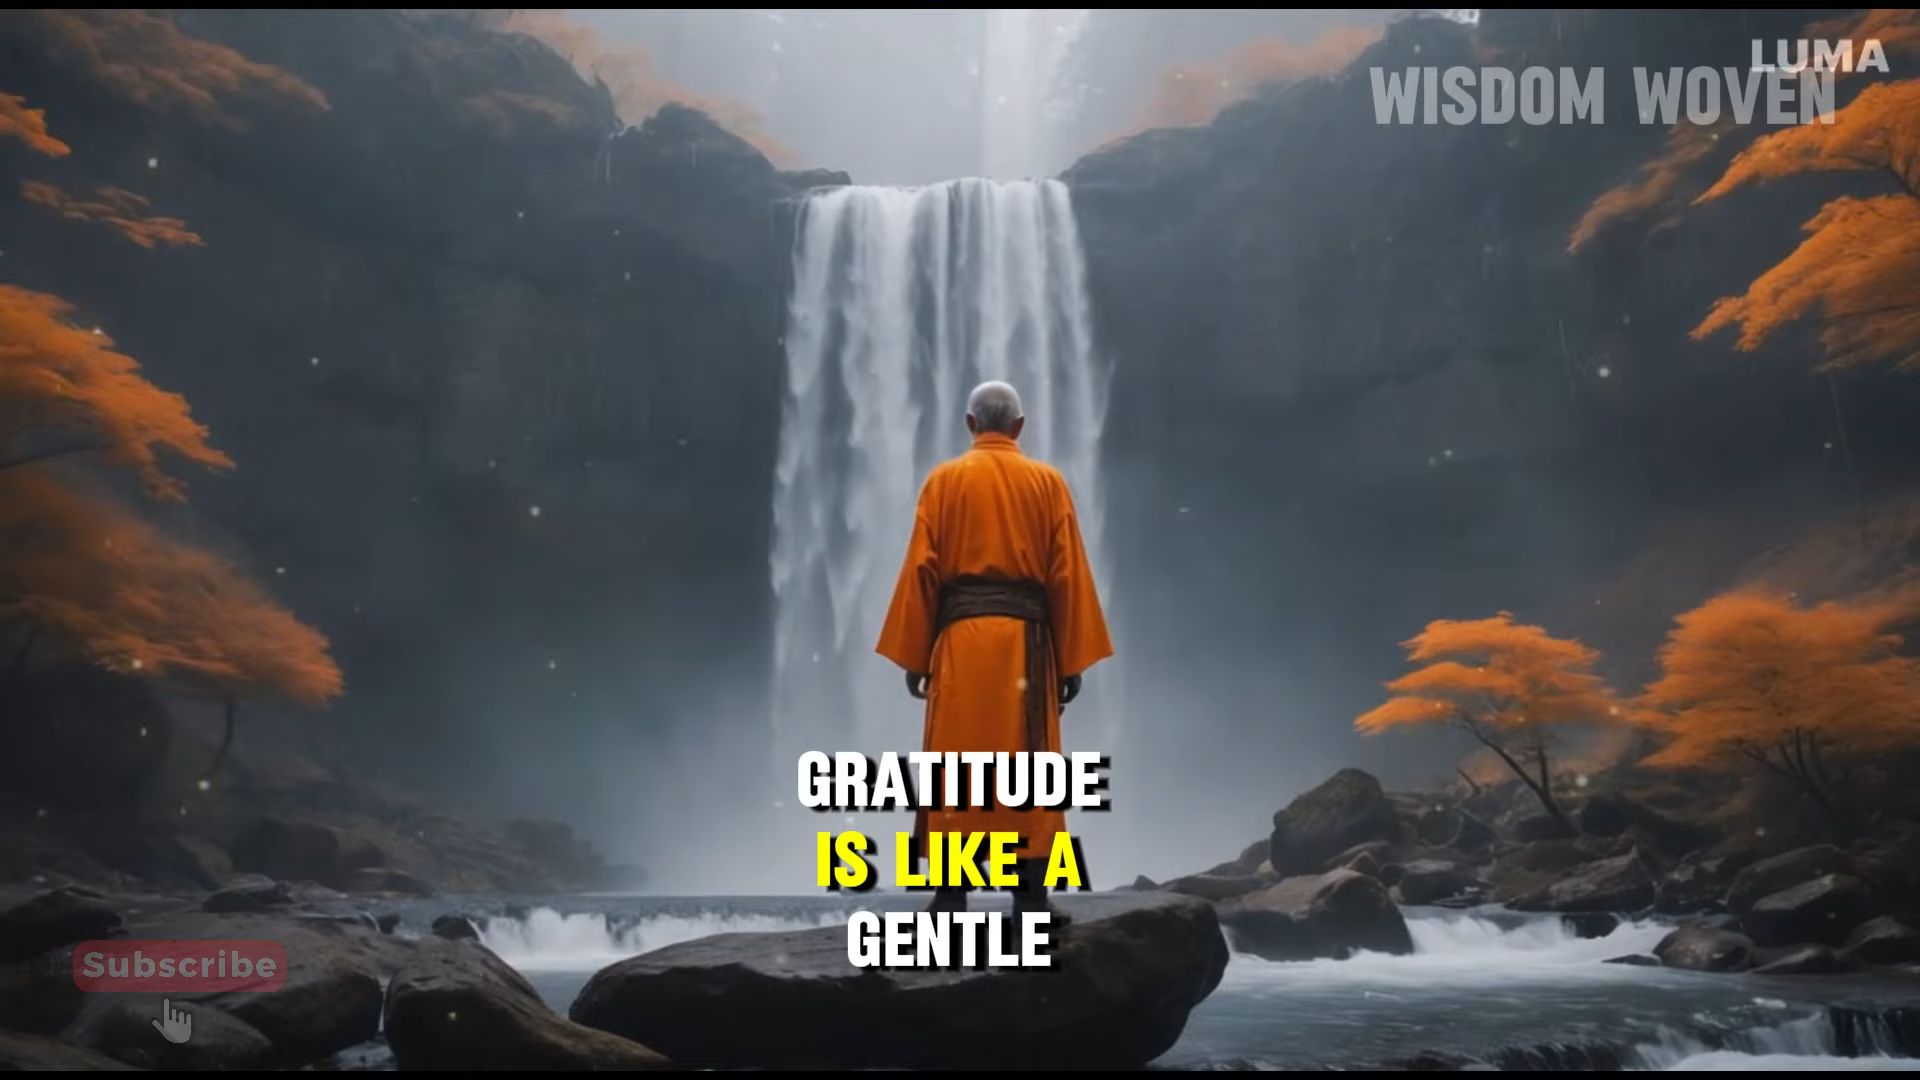 LUMA
WISDOM WOVEN
GRATITUDE
IS LIKE A
GENTLE
Subscribe